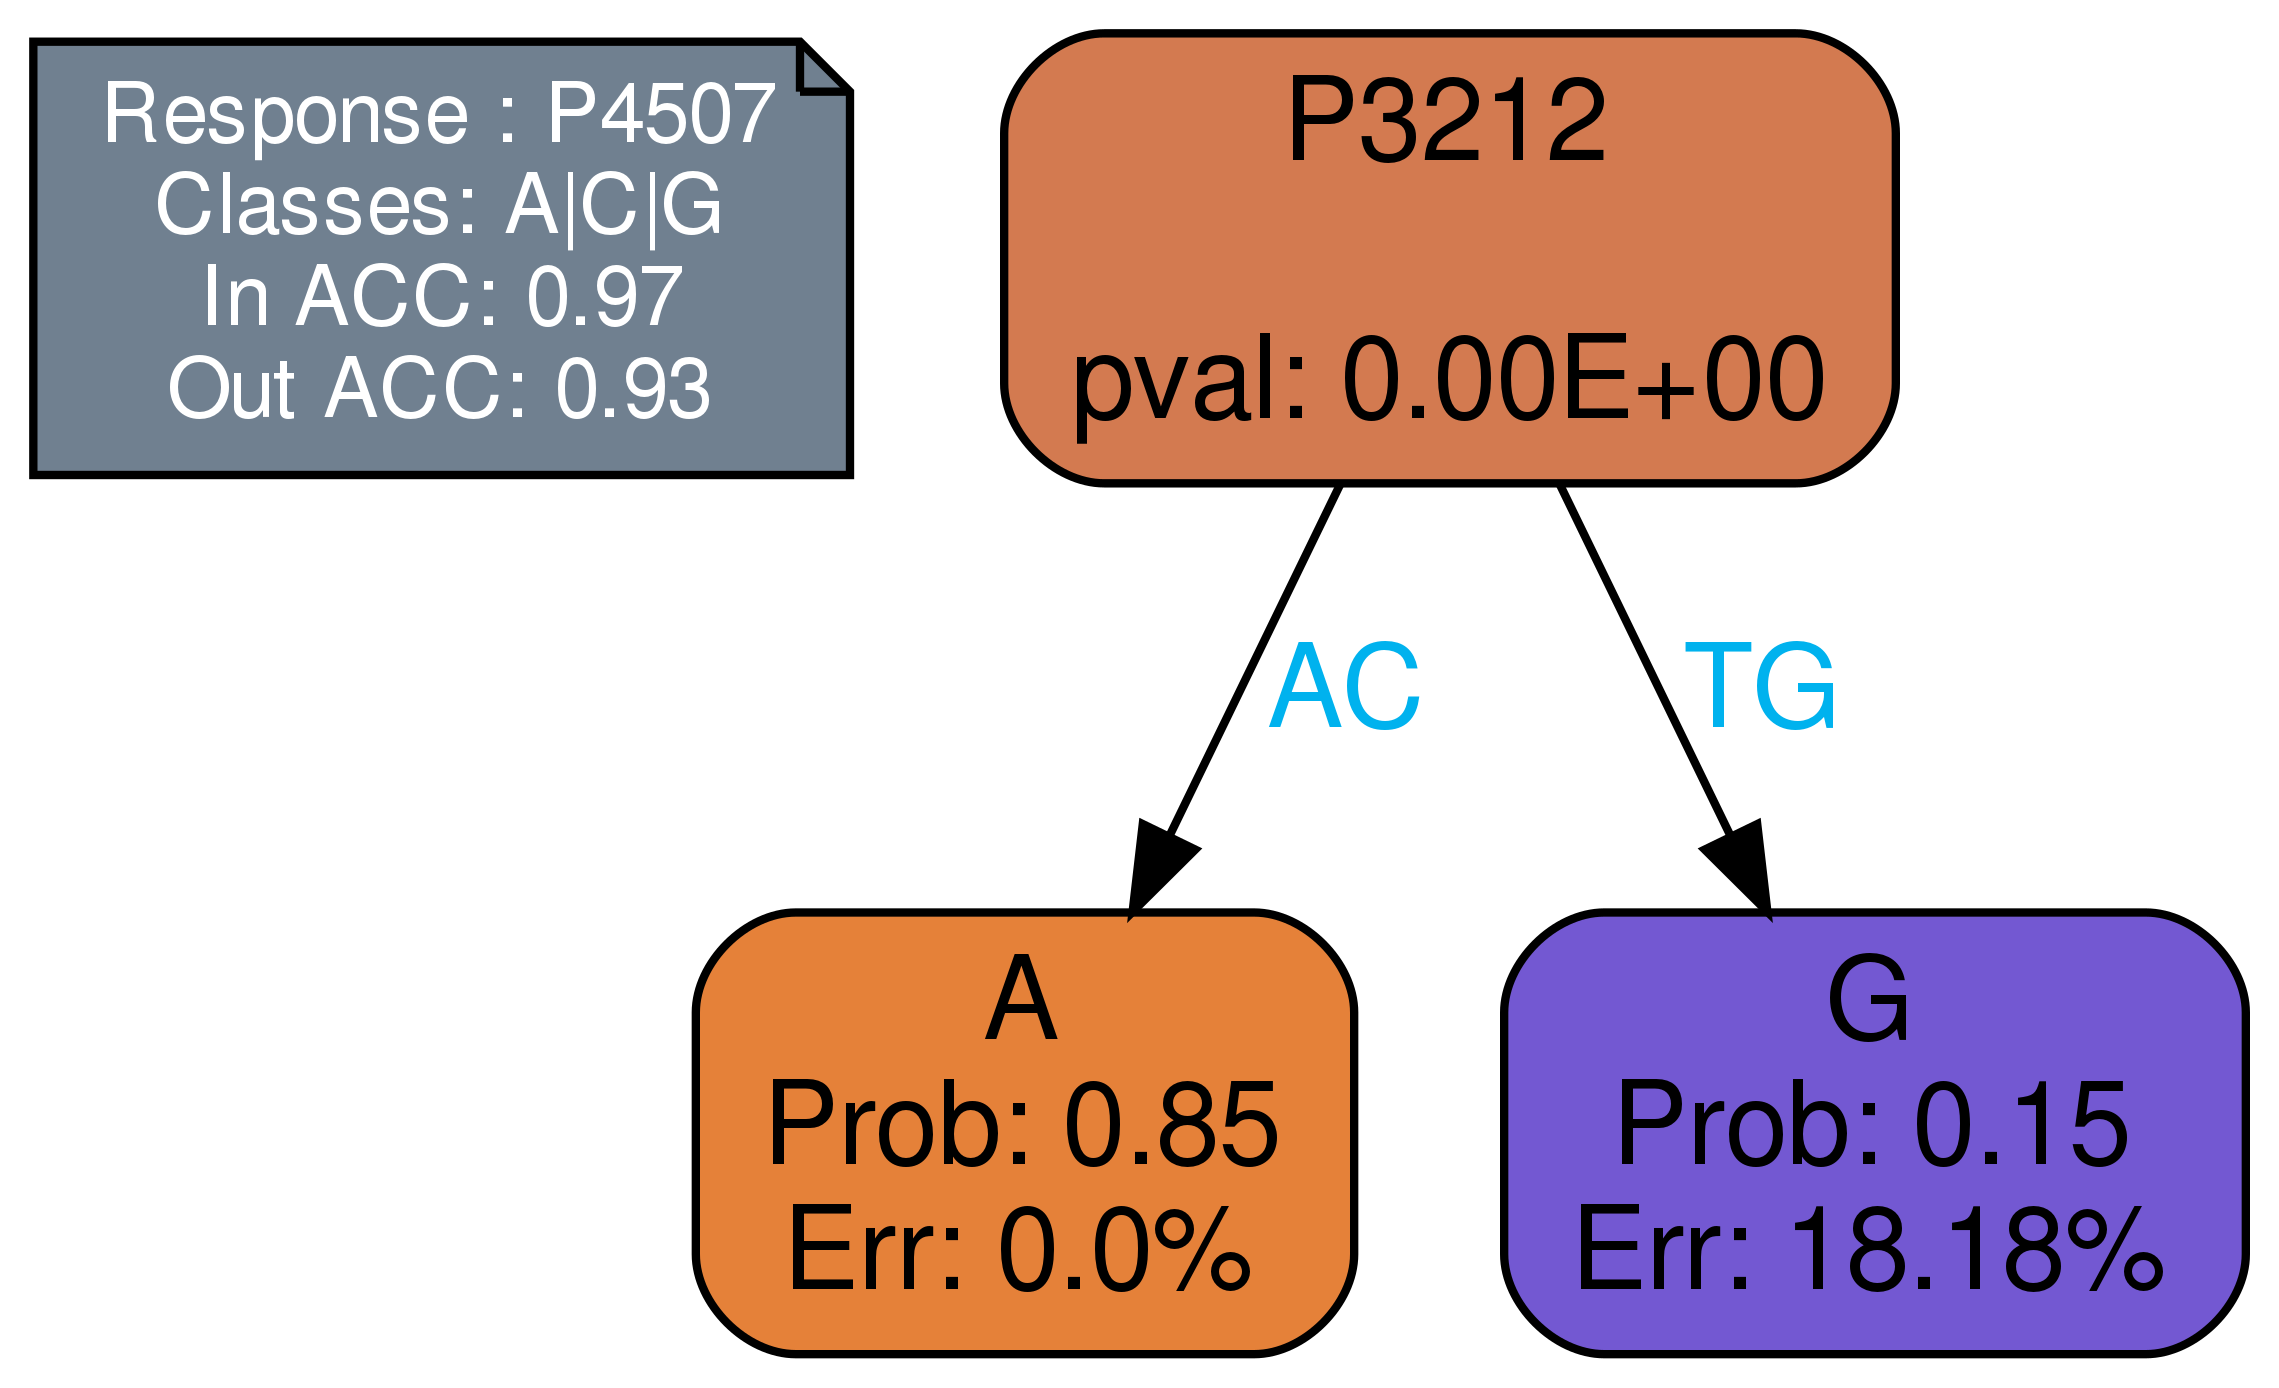 Response : P4507
Classes: A|C|G
In ACC: 0.97
Out ACC: 0.93
P3212
pval: 0.00E+00
AC
TG
A
Prob: 0.85
Err: 0.0%
G
Prob: 0.15
Err: 18.18%